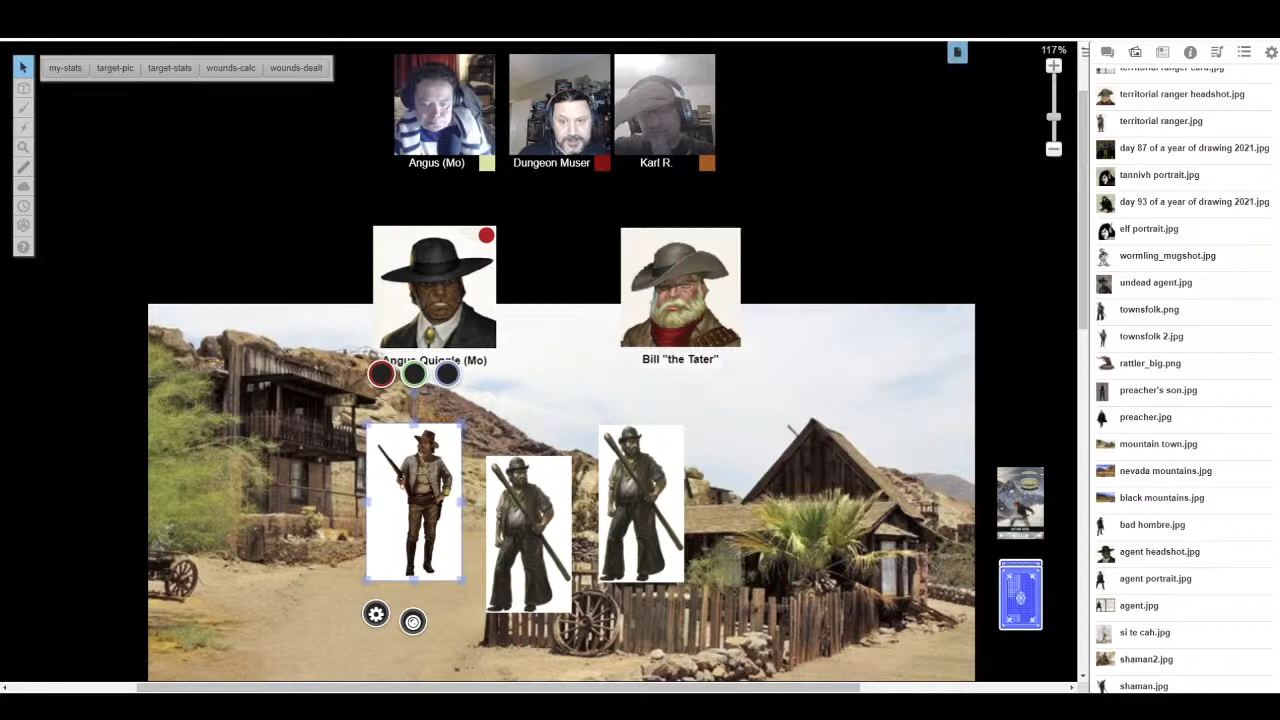 117%
my-stats target-pic target-stats wounds-calc wounds-dealt
Angus (Mo)
Dungeon Muser
Karl R.
Angus Quiggle (Mo)
Bill "the Tater"
territorial ranger card.jpg
territorial ranger headshot.jpg
territorial ranger.jpg
day 87 of a year of drawing 2021.jpg
tannivh portrait.jpg
day 93 of a year of drawing 2021.jpg
elf portrait.jpg
wormling_mugshot.jpg
undead agent.jpg
townsfolk.png
townsfolk 2.jpg
rattler_big.png
preacher's son.jpg
preacher.jpg
mountain town.jpg
nevada mountains.jpg
black mountains.jpg
bad hombre.jpg
agent headshot.jpg
agent portrait.jpg
agent.jpg
si te cah.jpg
shaman2.jpg
shaman.jpg